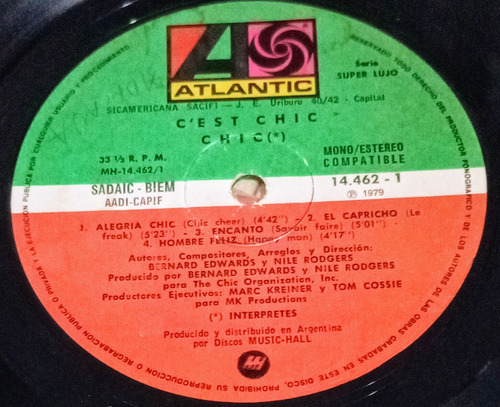 ATLANTIC
Serie
SUPER LUJO
SICAMERICANA SACIFI — J. E. Uriburu 40/42 - Capital
C'EST CHIC
CHIC(*)
33 ⅓ R. P. M.
MH-14.462/1
MONO/ESTEREO
COMPATIBLE
SADAIC - BIEM
AADI-CAPIF
14.462 - 1
Ⓟ 1979
1. ALEGRIA CHIC (Chic cheer) (4'42'') - 2. EL CAPRICHO (Le
freak) (5'23'') - 3. ENCANTO (Savoir faire) (5'01'') -
4. HOMBRE FELIZ (Happy man) (4'17'')
Autores, Compositores, Arreglos y Dirección:
BERNARD EDWARDS y NILE RODGERS
Producido por BERNARD EDWARDS y NILE RODGERS
para The Chic Organization, Inc.
Productores Ejecutivos: MARC KREINER y TOM COSSIE
para MK Productions
(*) INTERPRETES
Producido y distribuido en Argentina
por Discos MUSIC-HALL
RESERVADO TODO DERECHO DEL PRODUCTOR FONOGRAFICO Y DE LOS AUTORES DE LAS OBRAS GRABADAS EN ESTE DISCO. PROHIBIDA SU REPRODUCCION O REGRABACION PUBLICA O PRIVADA Y LA EJECUCION PUBLICA POR CUALQUIER USUARIO Y PROCEDIMIENTO